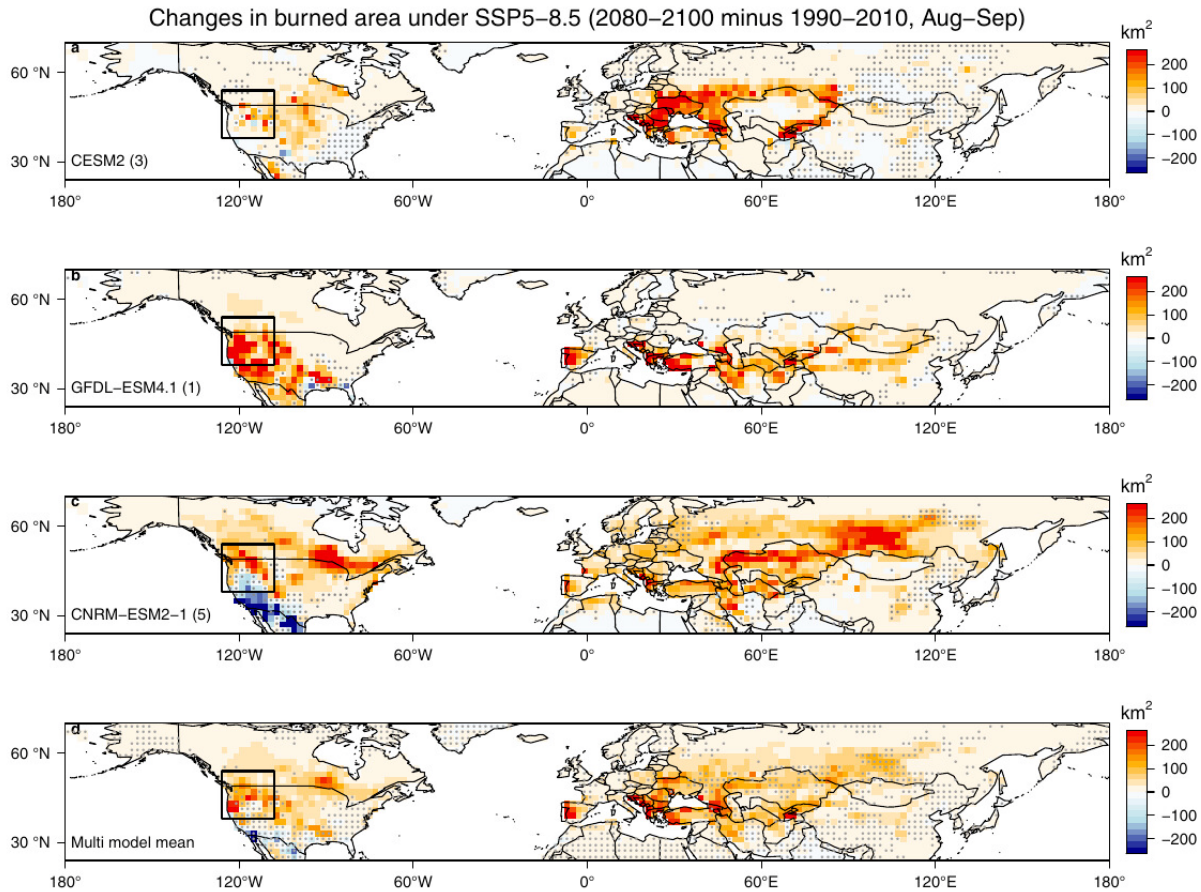 Changes in burned area under SSP5−8.5 (2080−2100 minus 1990−2010, Aug−Sep)
km²
a
60 °N
30 °N
CESM2 (3)
200
100
0
−100
−200
180° 120°W 60°W 0° 60°E 120°E 180°
km²
b
60 °N
30 °N
GFDL−ESM4.1 (1)
200
100
0
−100
−200
180° 120°W 60°W 0° 60°E 120°E 180°
km²
c
60 °N
30 °N
CNRM−ESM2−1 (5)
200
100
0
−100
−200
180° 120°W 60°W 0° 60°E 120°E 180°
km²
d
60 °N
30 °N
Multi model mean
200
100
0
−100
−200
180° 120°W 60°W 0° 60°E 120°E 180°